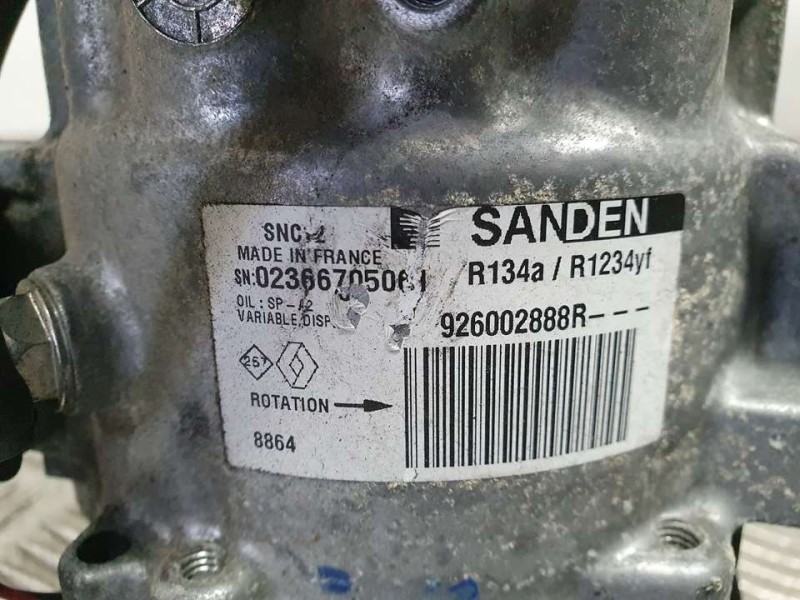 SANDEN
MADE IN FRANCE
R134a / R1234yf
OIL : SP-
VARIABLE DISP.
926002888R---
257
ROTATION
8864